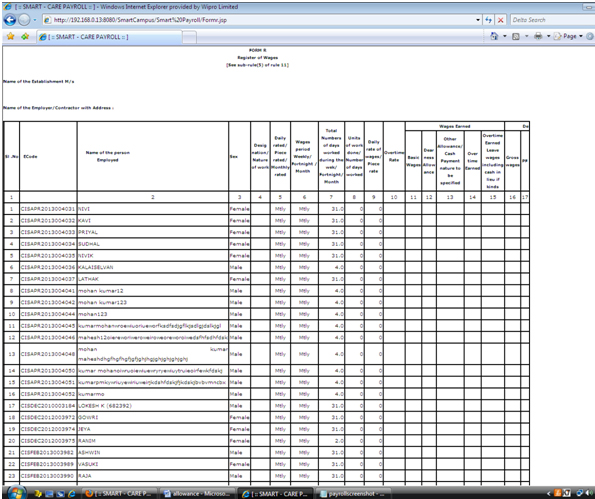 [ :: SMART - CARE PAYROLL :: ] - Windows Internet Explorer provided by Wipro Limited
http://192.168.0.13:8080/SmartCampus/Smart%20Payroll/Formr.jsp
Delta Search
[ :: SMART - CARE PAYROLL :: ]
Page
FORM R
Register of Wages
[See sub-rule(5) of rule 11]
Name of the Establishment M/s
Name of the Employer/Contractor with Address :
Wages Earned De
Sl .No ECode Name of the person Employed Sex Desig nation/ Nature of work Daily rated/ Piece rated/ Monthly rated Wages period Weekly/ Fortnight / Month Total Numbers of days worked during the wek/ Fortnight/ Month Units of work dons/ Number of days Daily rate of wages/ Piece rate Overtime Rate Basic Wages Dear ness Allow ance Other Allowance/ Cash Payment nature to be specified Over time Earned Overtime Earned Leave wages including cash in lieu if kinds Gross wages PF
1 2 3 4 5 6 7 8 9 10 11 12 13 14 15 16 17
1 CISAPR2013004031 NIVI Female Mtly Mtly 31.0 0 0
2 CISAPR2013004032 KAVI Female Mtly Mtly 31.0 0 0
3 CISAPR2013004033 PRIYAL Female Mtly Mtly 31.0 0 0
4 CISAPR2013004034 SUDHAL Female Mtly Mtly 31.0 0 0
5 CISAPR2013004035 NIVIK Female Mtly Mtly 31.0 0 0
6 CISAPR2013004036 KALAISELVAN Male Mtly Mtly 4.0 0 0
7 CISAPR2013004037 LATHAK Female Mtly Mtly 31.0 0 0
8 CISAPR2013004041 mohan kumar12 Male Mtly Mtly 4.0 0 0
9 CISAPR2013004042 mohan kumar123 Male Mtly Mtly 4.0 0 0
10 CISAPR2013004044 mohan123 Male Mtly Mtly 4.0 0 0
11 CISAPR2013004045 Male Mtly Mtly 4.0 0 0
12 CISAPR2013004046 Male Mtly Mtly 4.0 0 0
13 CISAPR2013004048 mohan kumar Male Mtly Mtly 4.0 0 0
14 CISAPR2013004050 kumar Male Mtly Mtly 4.0 0 0
15 CISAPR2013004051 Male Mtly Mtly 4.0 0 0
16 CISAPR2013004052 kumarmo Male Mtly Mtly 4.0 0 0
17 CISDEC2010003184 LOKESH K (682392) Male Mtly Mtly 31.0 0 0
18 CISDEC2012003972 GOWRI Female Mtly Mtly 31.0 0 0
19 CISDEC2012003974 JEYA Female Mtly Mtly 31.0 0 0
20 CISDEC2012003975 RANIM Female Mtly Mtly 2.0 0 0
21 CISFEB2013003982 ASHWIN Male Mtly Mtly 31.0 0 0
22 CISFEB2013003989 VASUKI Female Mtly Mtly 31.0 0 0
23 CISFEB2013003990 RAJA Male Mtly Mtly 31.0 0 0
[ :: SMART - CARE P... allowance - Microso... [ :: SMART - CARE P... payrollscreenshot - ...